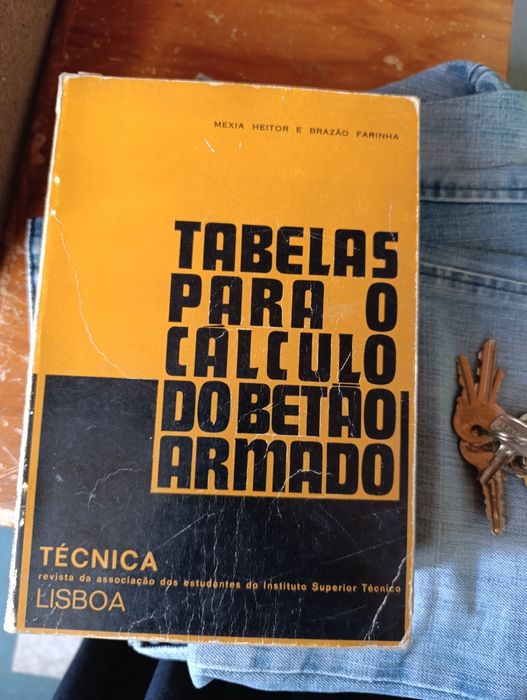 MEXIA HEITOR E BRAZÃO FARINHA
TABELAS
PARA O
CÁLCULO
DO BETÃO
ARMADO
TÉCNICA
revista da associação dos estudantes do Instituto Superior Técnico
LISBOA